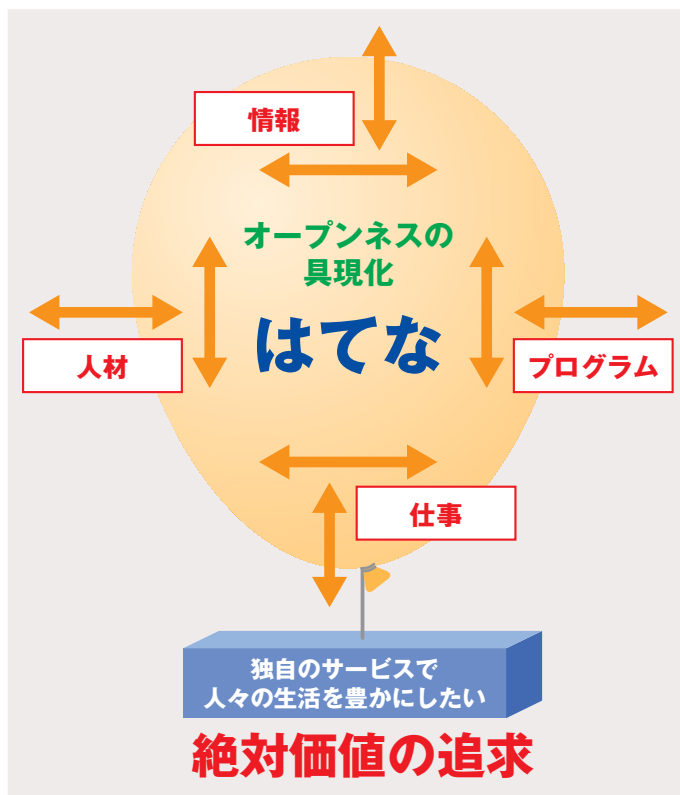 情報
オープンネスの
具現化
はてな
人材
プログラム
仕事
独自のサービスで
人々の生活を豊かにしたい
絶対価値の追求